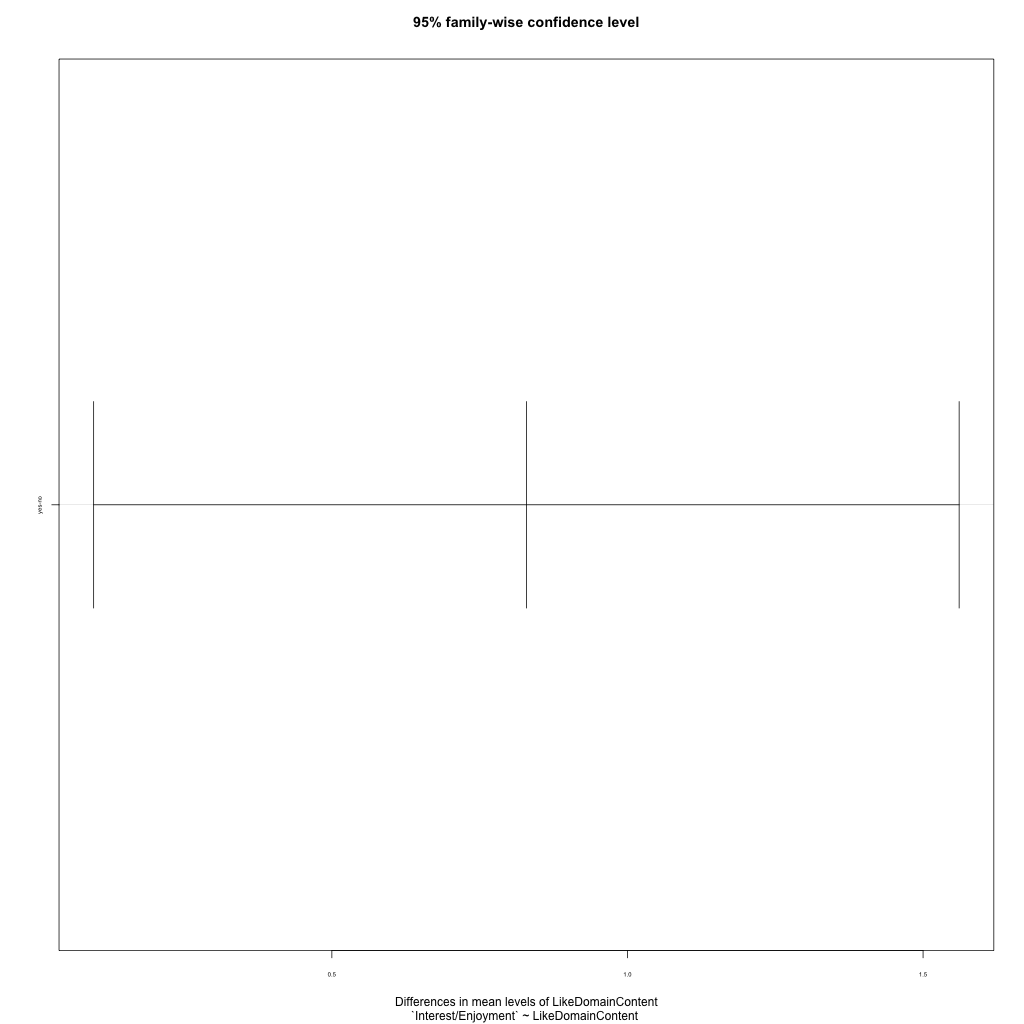 95% family-wise confidence level
yes-no
0.5 1.0 1.5
Differences in mean levels of LikeDomainContent
`Interest/Enjoyment` ~ LikeDomainContent